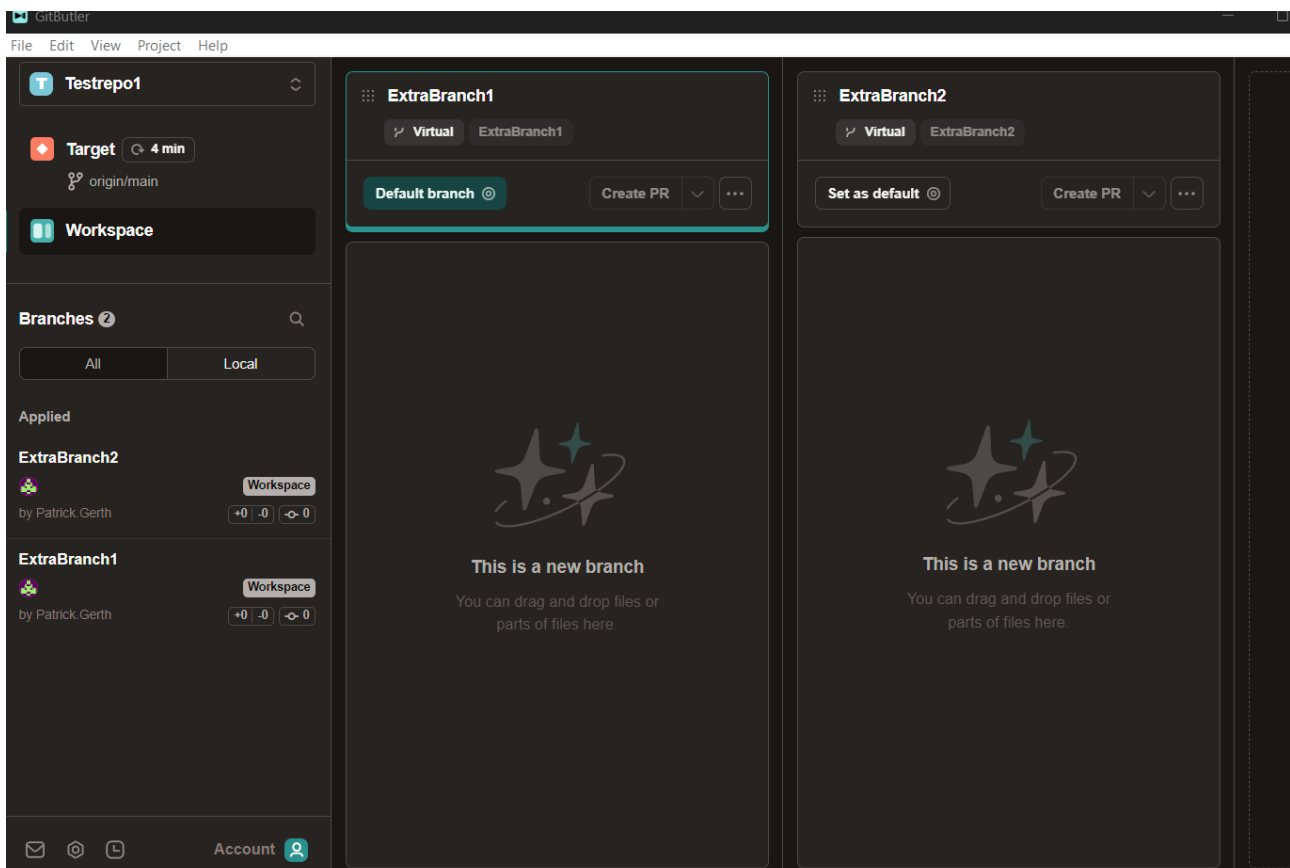 GitButler
File Edit View Project Help
T Testrepo1
Target 4 min
origin/main
Workspace
Branches 2
All Local
Applied
ExtraBranch2
Workspace
by Patrick.Gerth +0 -0 0
ExtraBranch1
Workspace
by Patrick.Gerth +0 -0 0
Account
ExtraBranch1
Virtual ExtraBranch1
Default branch Create PR
This is a new branch
You can drag and drop files or
parts of files here.
ExtraBranch2
Virtual ExtraBranch2
Set as default Create PR
This is a new branch
You can drag and drop files or
parts of files here.